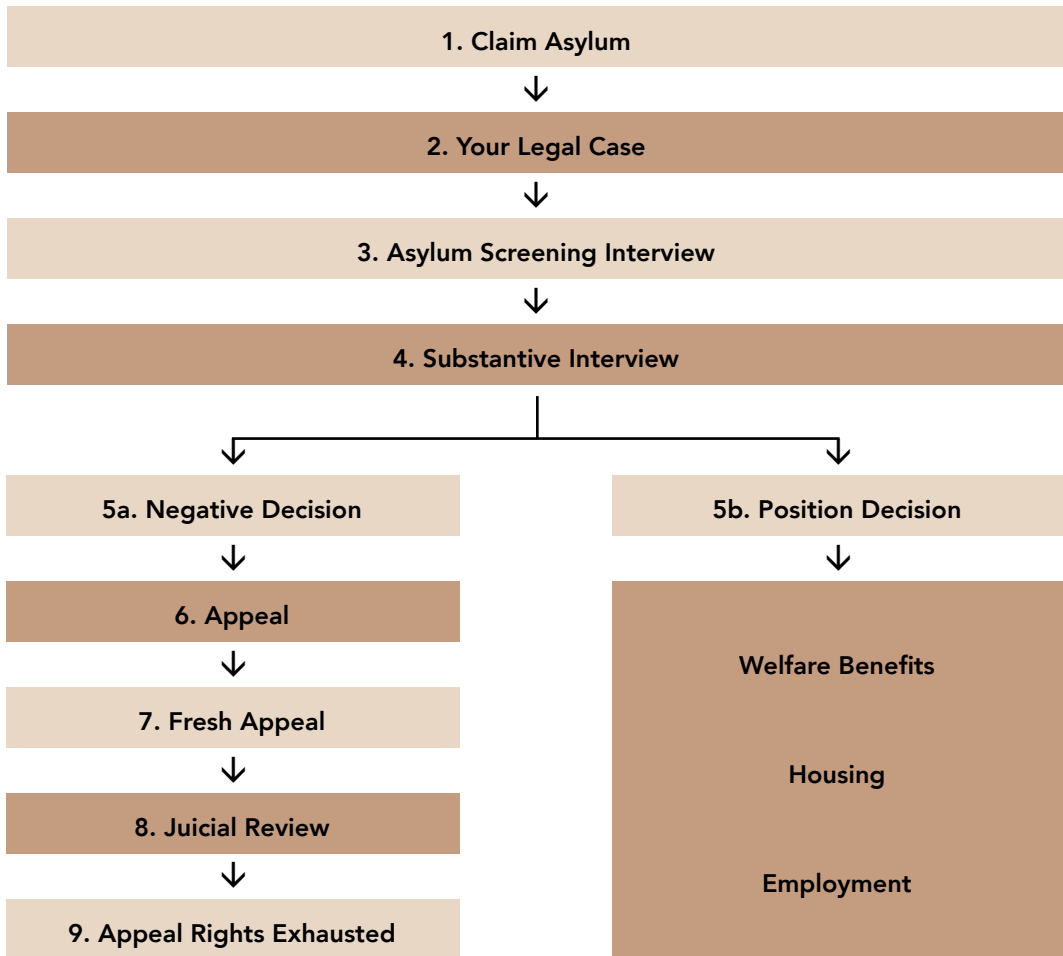 1. Claim Asylum
2. Your Legal Case
3. Asylum Screening Interview
4. Substantive Interview
5a. Negative Decision
5b. Position Decision
6. Appeal
7. Fresh Appeal
8. Juicial Review
9. Appeal Rights Exhausted
Welfare Benefits
Housing
Employment